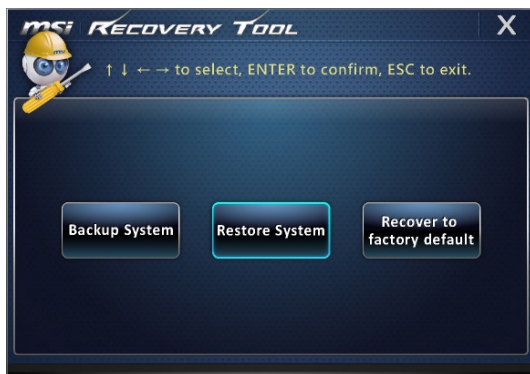 msi RECOVERY TOOL X
↑ ↓ ← → to select, ENTER to confirm, ESC to exit.
Backup System
Restore System
Recover to
factory default